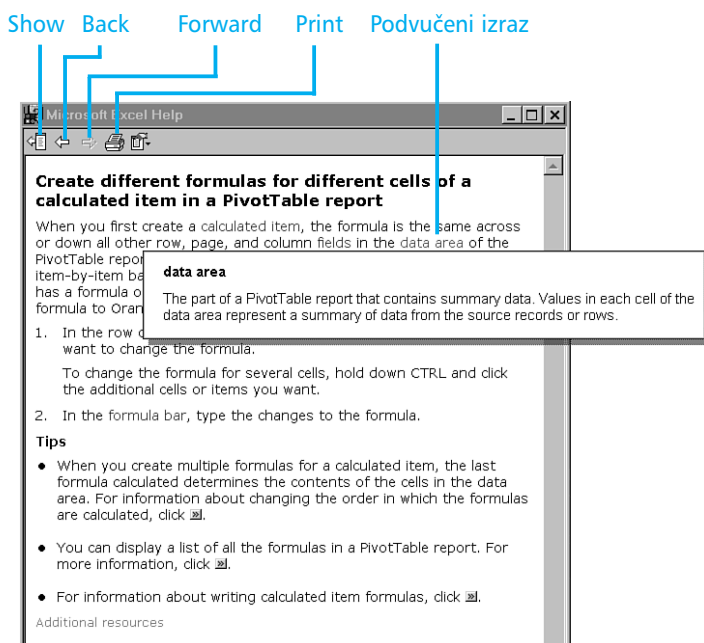 Show Back Forward Print Podvučeni izraz
Microsoft Excel Help
Create different formulas for different cells of a
calculated item in a PivotTable report
When you first create a calculated item, the formula is the same across
or down all other row, page, and column fields in the data area of the
PivotTable repor
item-by-item ba
has a formula o
formula to Oran
data area
The part of a PivotTable report that contains summary data. Values in each cell of the
data area represent a summary of data from the source records or rows.
1. In the row
want to change the formula.
To change the formula for several cells, hold down CTRL and click
the additional cells or items you want.
2. In the formula bar, type the changes to the formula.
Tips
• When you create multiple formulas for a calculated item, the last
formula calculated determines the contents of the cells in the data
area. For information about changing the order in which the formulas
are calculated, click ».
• You can display a list of all the formulas in a PivotTable report. For
more information, click ».
• For information about writing calculated item formulas, click ».
Additional resources